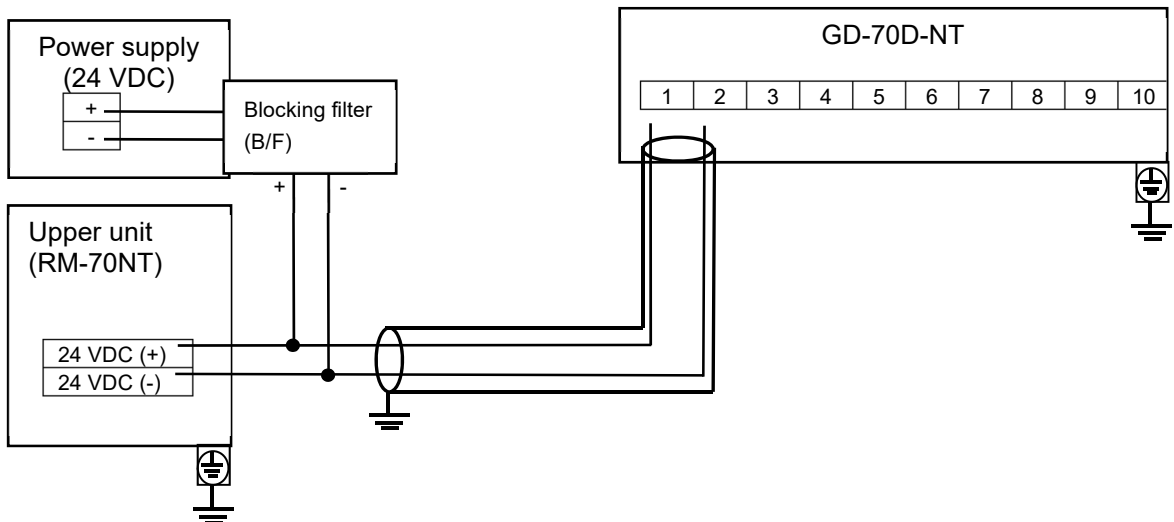 Power supply
(24 VDC)
+
-
Blocking filter
(B/F)
+ -
GD-70D-NT
1 2 3 4 5 6 7 8 9 10
Upper unit
(RM-70NT)
24 VDC (+)
24 VDC (-)